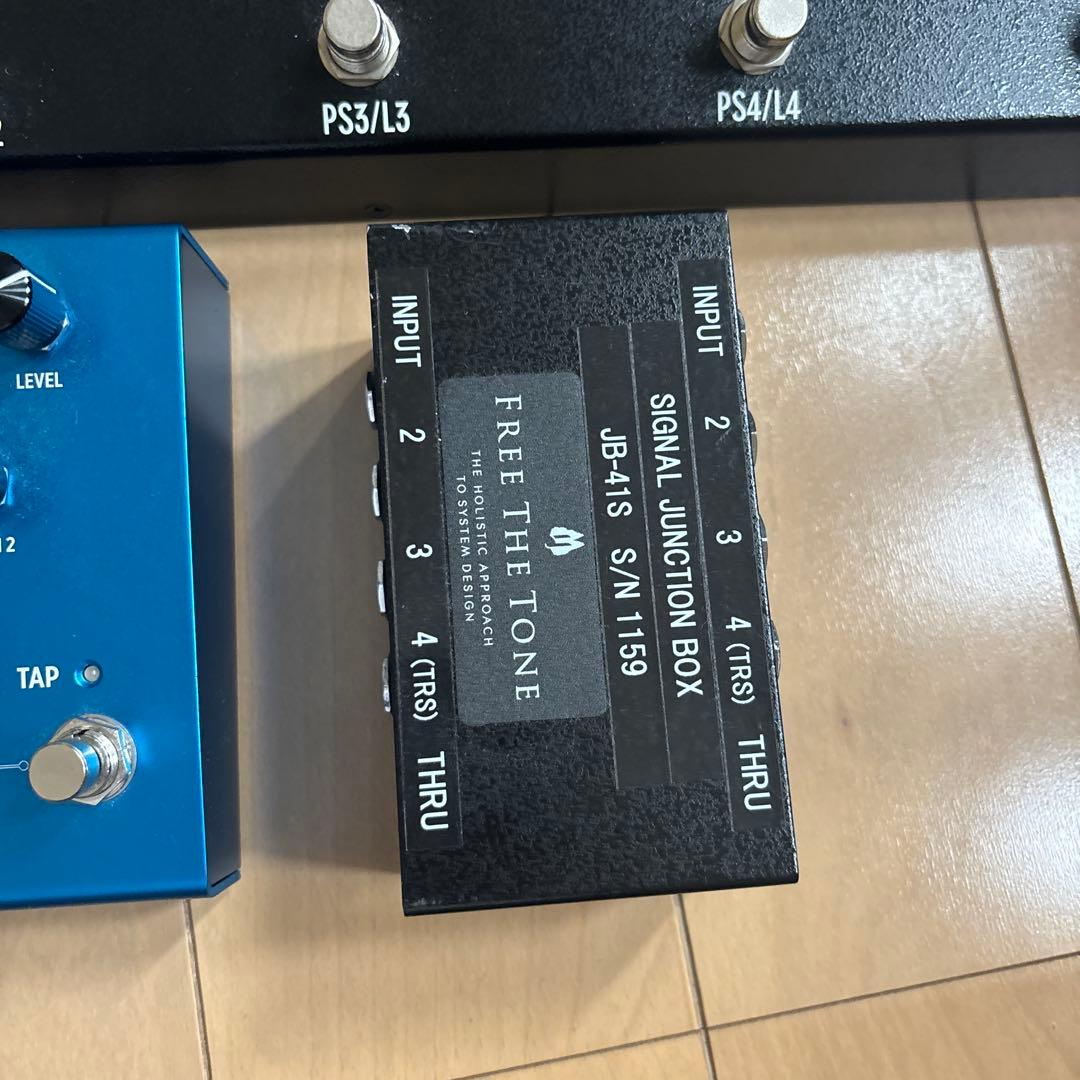 PS3/L3
PS4/L4
LEVEL
TAP
INPUT 2 3 4 (TRS) THRU
SIGNAL JUNCTION BOX
JB-41S S/N 1159
FREE THE TONE
THE HOLISTIC APPROACH
TO SYSTEM DESIGN
INPUT 2 3 4 (TRS) THRU